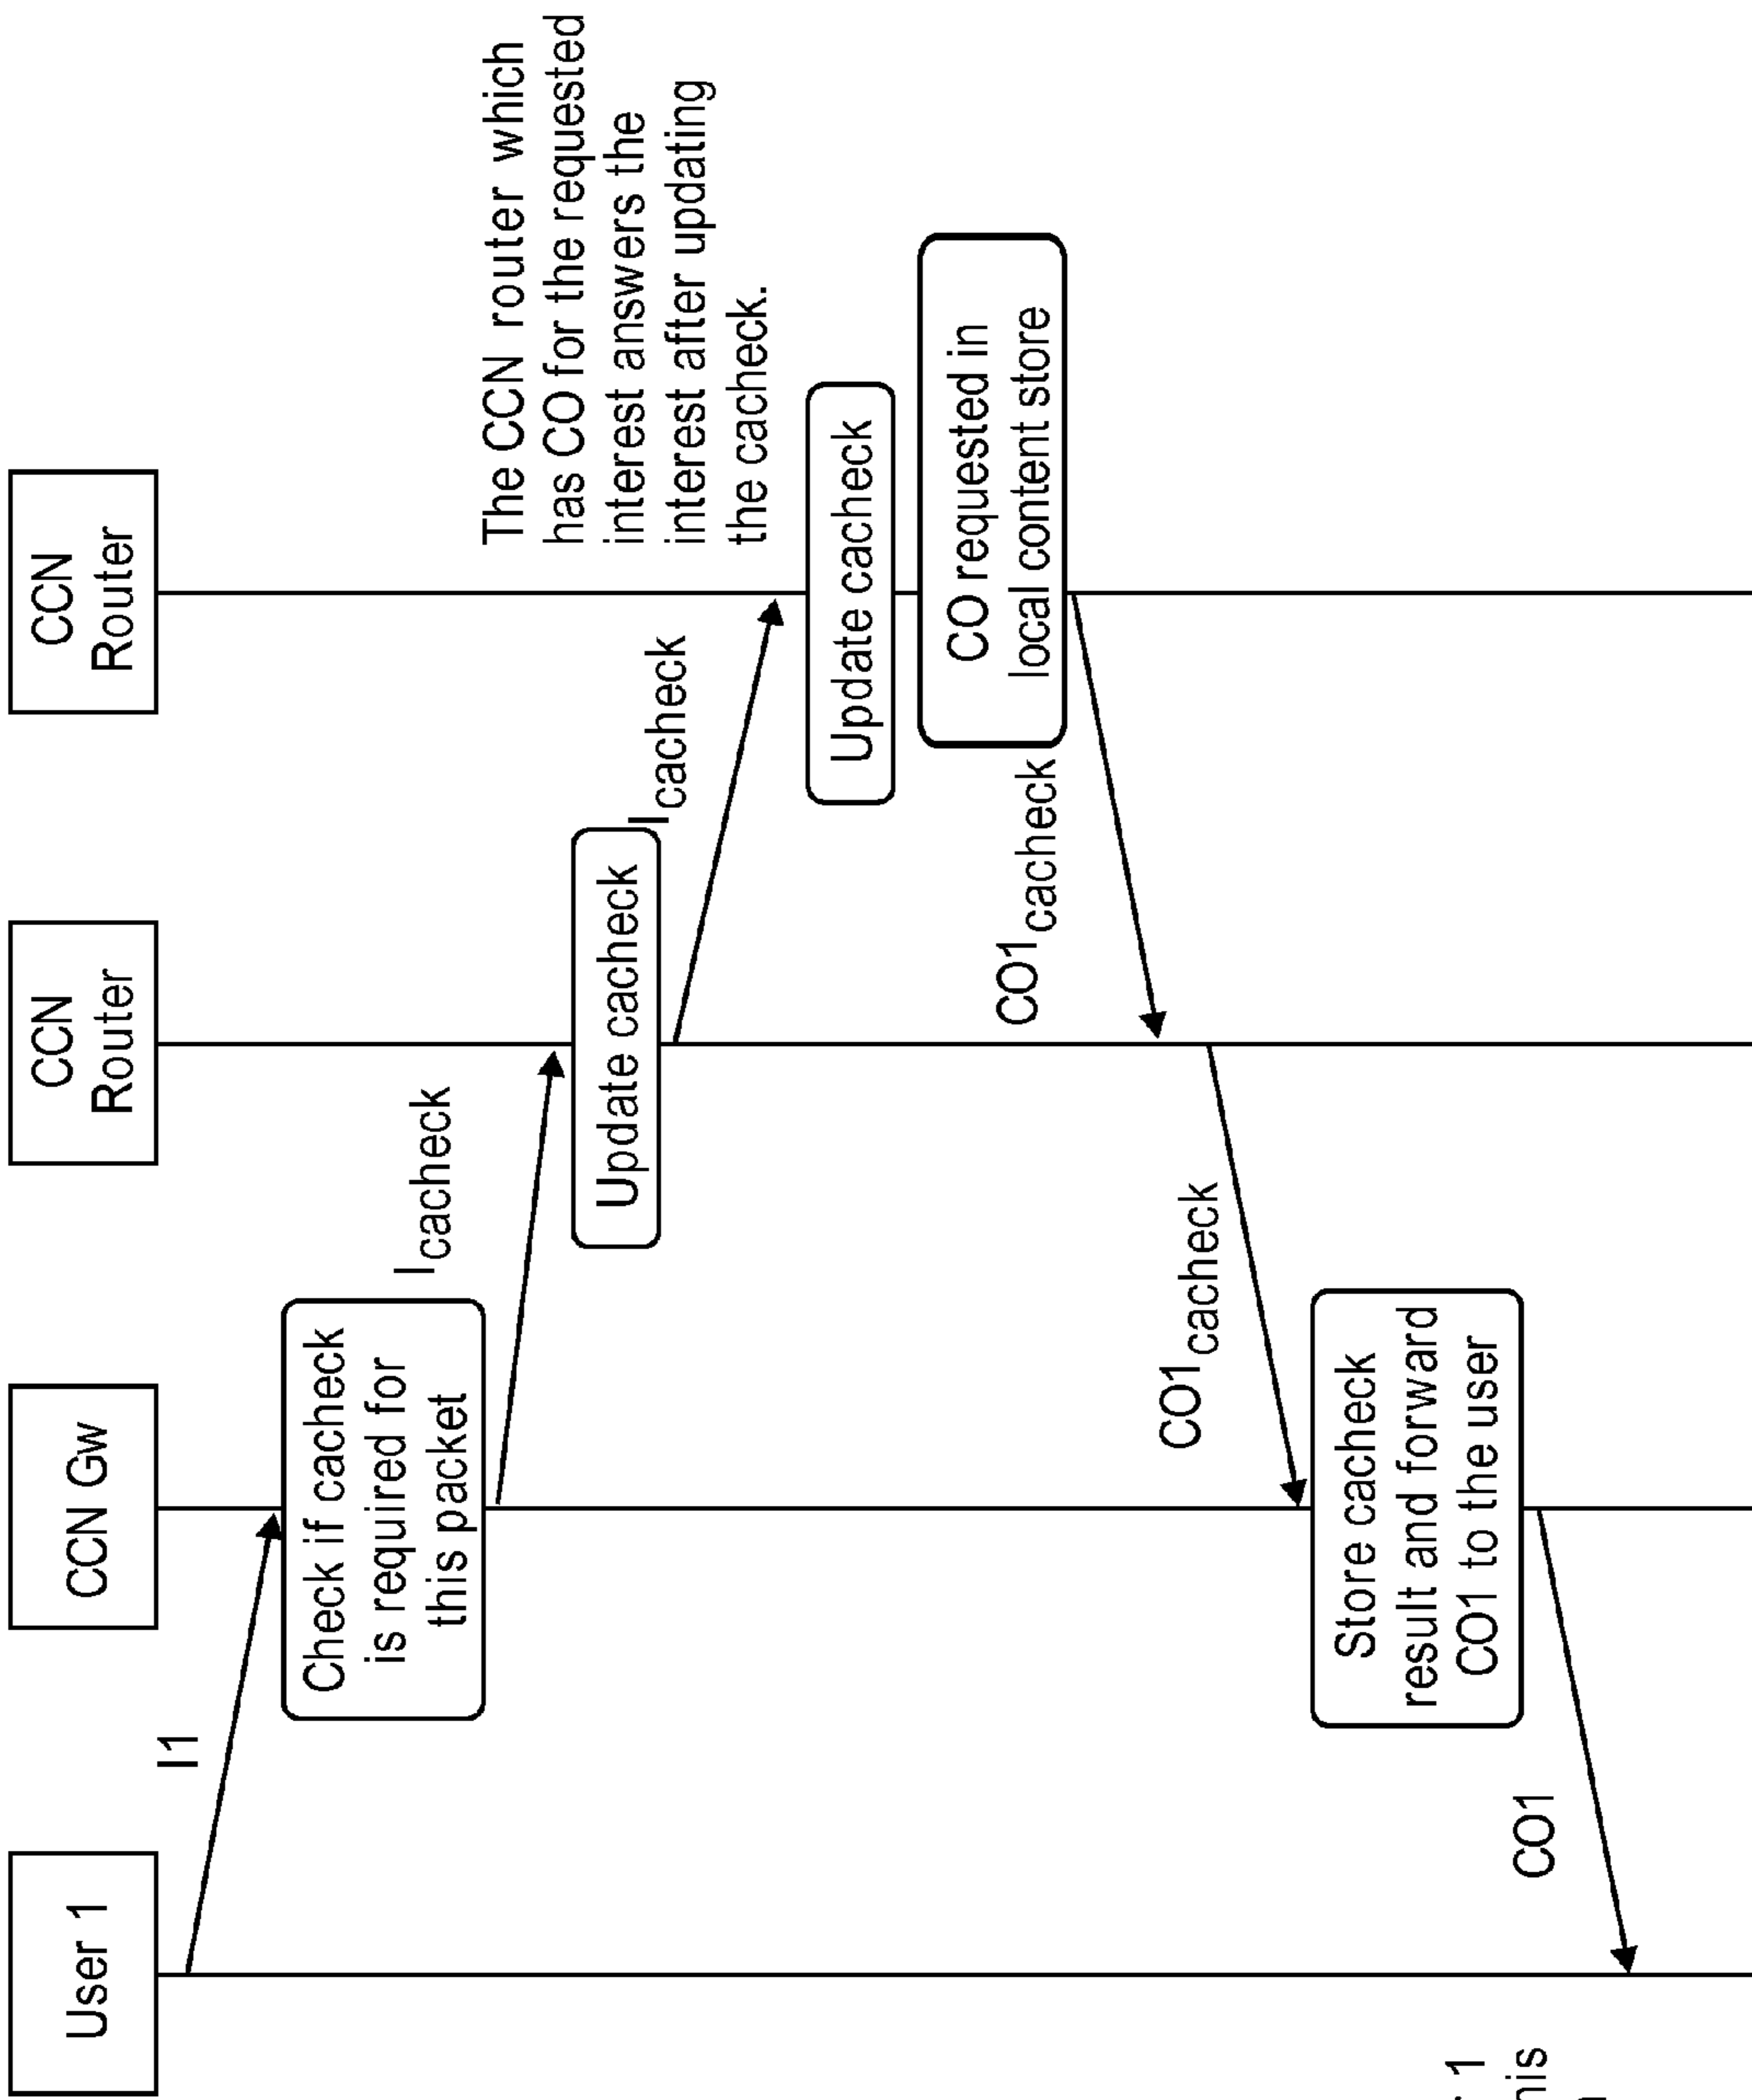 User 1
CCN Gw
CCN
Router
CCN
Router
I1
Check if cacheck
is required for
this packet
Icacheck
Update cacheck
Icacheck
The CCN router which
has CO for the requested
interest answers the
interest after updating
the cacheck.
Update cacheck
CO requested in
local content store
CO1cacheck
CO1cacheck
Store cacheck
result and forward
CO1 to the user
CO1
1